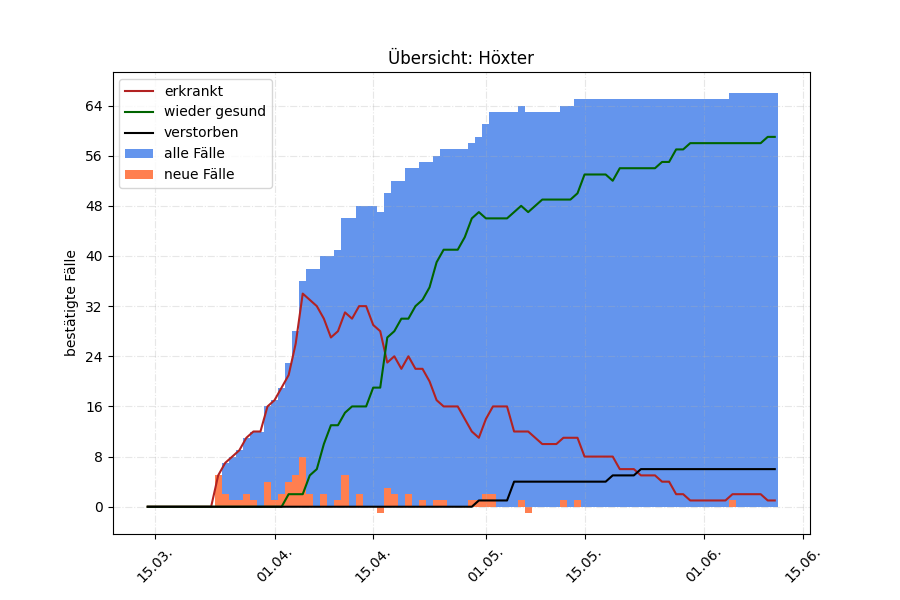 Übersicht: Höxter
erkrankt
wieder gesund
verstorben
alle Fälle
neue Fälle
bestätigte Fälle
64
56
48
40
32
24
16
8
0
15.03.
01.04.
15.04.
01.05.
15.05.
01.06.
15.06.